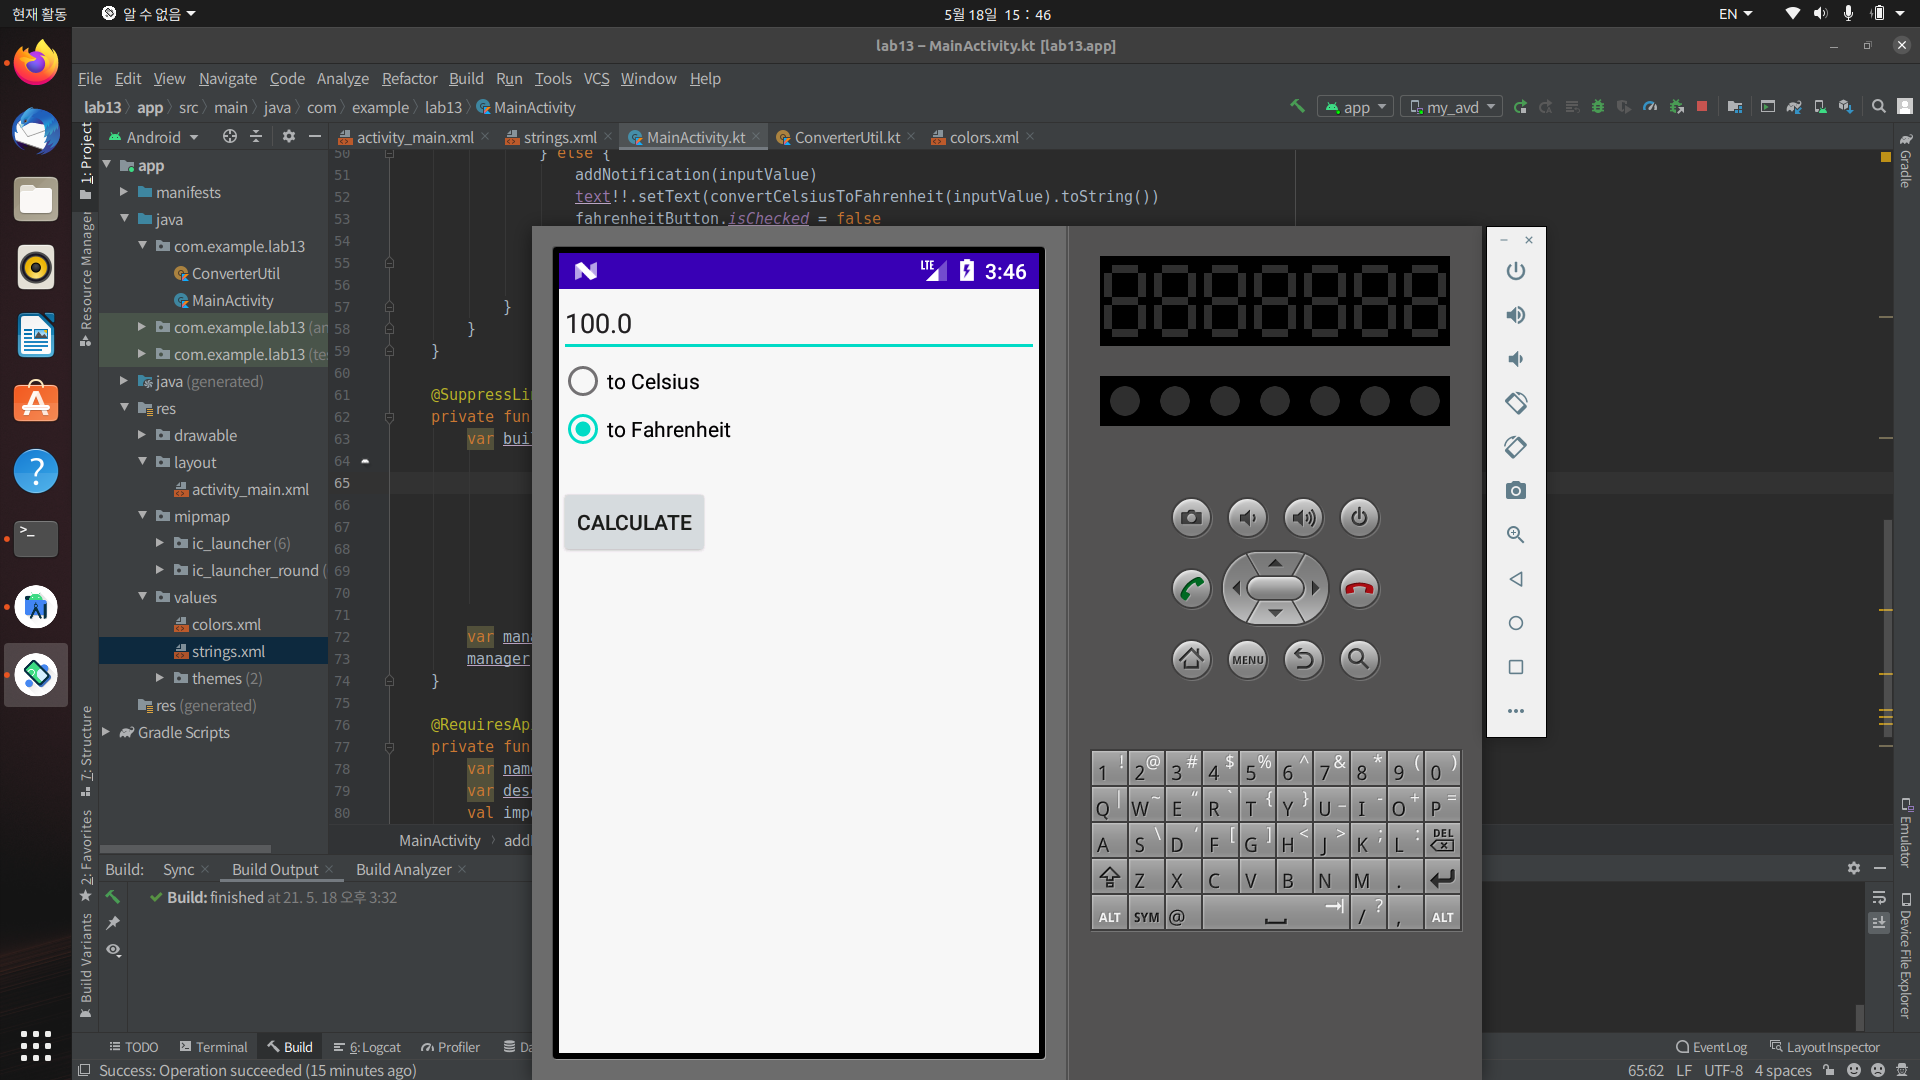 현재 활동
알 수 없음
5월 18일 15 : 46
EN
lab13 – MainActivity.kt [lab13.app]
File Edit View Navigate Code Analyze Refactor Build Run Tools VCS Window Help
lab13 app src main java com example lab13 MainActivity
app
my_avd
Android
activity_main.xml
strings.xml
MainActivity.kt
ConverterUtil.kt
colors.xml
1: Project
Resource Manager
7: Structure
2: Favorites
Build Variants
app
manifests
java
com.example.lab13
ConverterUtil
MainActivity
com.example.lab13 (an
com.example.lab13 (te
java (generated)
res
drawable
layout
activity_main.xml
mipmap
ic_launcher (6)
ic_launcher_round (
values
colors.xml
strings.xml
themes (2)
res (generated)
Gradle Scripts
50 } else {
51 addNotification(inputValue)
52 text!!.setText(convertCelsiusToFahrenheit(inputValue).toString())
53 fahrenheitButton.isChecked = false
54
55
56
57 }
58 }
59 }
60
61 @SuppressLi
62 private fun
63 var bui
64
65
66
67
68
69
70
71
72 var man
73 manager
74 }
75
76 @RequiresAp
77 private fun
78 var nam
79 var des
80 val imp
MainActivity
LTE
3:46
100.0
to Celsius
to Fahrenheit
CALCULATE
MENU
1 ! 2 @ 3 # 4 $ 5 % 6 ^ 7 & 8 * 9 ( 0 )
Q | W ~ E “ R ` T { Y } U _ I - O + P =
A S \ D ‘ F [ G ] H < J > K ; L : DEL
Z X C V B N M .
ALT SYM @ / ? , ALT
Gradle
Emulator
Device File Explorer
Build: Sync Build Output Build Analyzer
Build: finished at 21. 5. 18 오후 3:32
TODO Terminal Build 6: Logcat Profiler
Event Log Layout Inspector
Success: Operation succeeded (15 minutes ago)
65:62 LF UTF-8 4 spaces